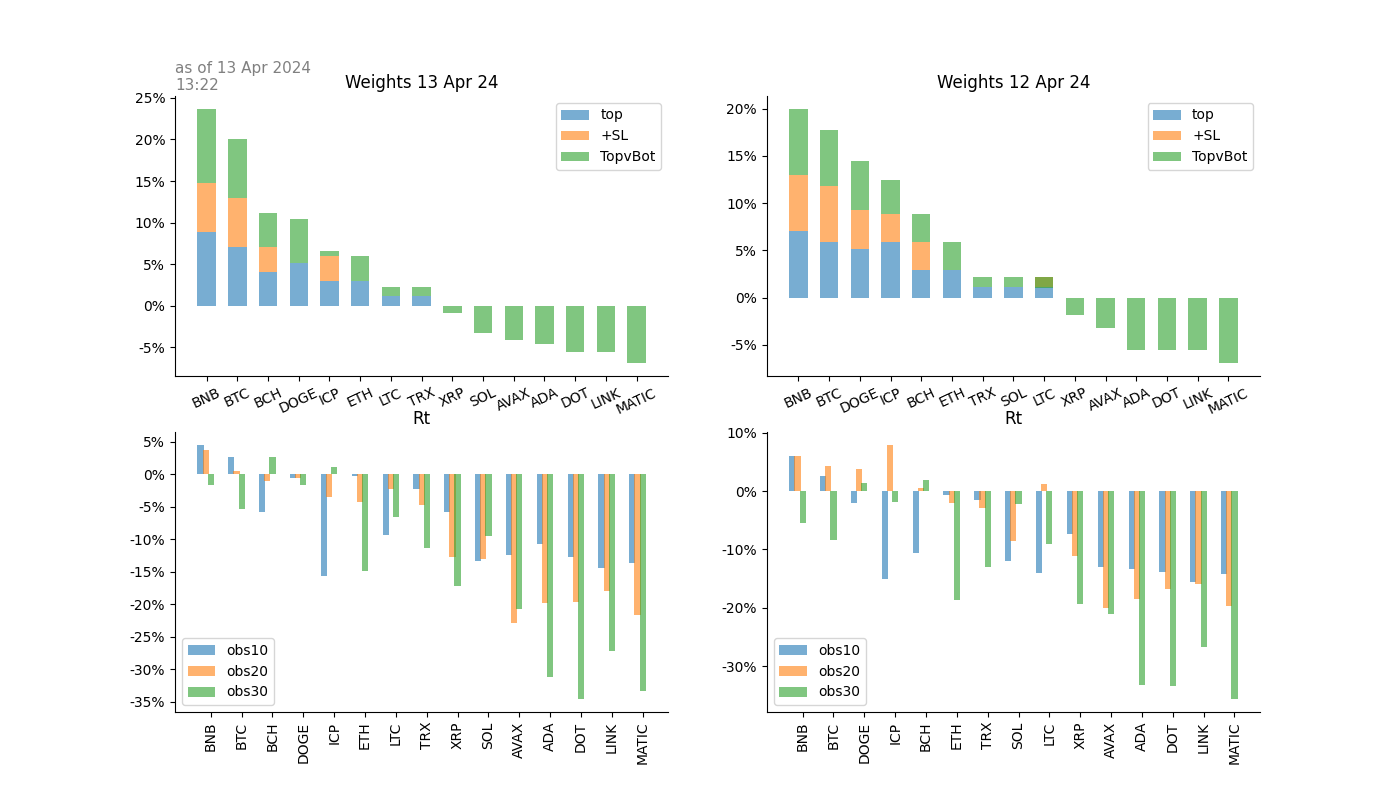 as of 13 Apr 2024
13:22
Weights 13 Apr 24
25%
20%
15%
10%
5%
0%
-5%
top
+SL
TopvBot
BNB BTC BCH DOGE ICP ETH LTC TRX XRP SOL AVAX ADA DOT LINK MATIC
Weights 12 Apr 24
20%
15%
10%
5%
0%
-5%
top
+SL
TopvBot
BNB BTC DOGE ICP BCH ETH TRX SOL LTC XRP AVAX ADA DOT LINK MATIC
Rt
5%
0%
-5%
-10%
-15%
-20%
-25%
-30%
-35%
obs10
obs20
obs30
BNB BTC BCH DOGE ICP ETH LTC TRX XRP SOL AVAX ADA DOT LINK MATIC
Rt
10%
0%
-10%
-20%
-30%
obs10
obs20
obs30
BNB BTC DOGE ICP BCH ETH TRX SOL LTC XRP AVAX ADA DOT LINK MATIC